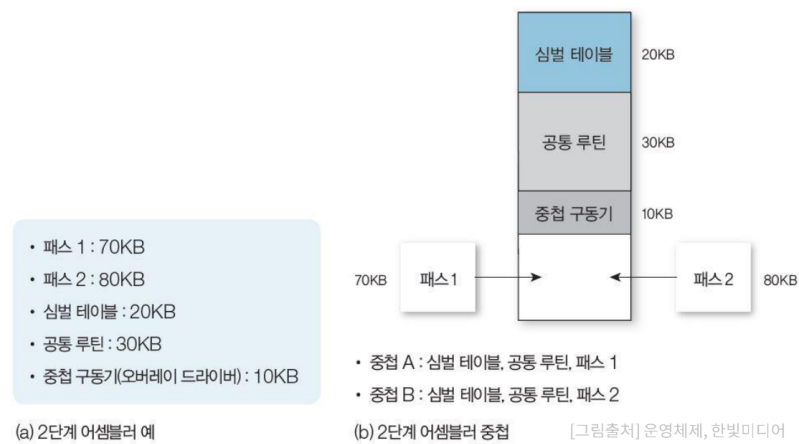 심벌 테이블
20KB
공통 루틴
30KB
중첩 구동기
10KB
70KB
패스 1
패스 2
80KB
• 패스 1 : 70KB
• 패스 2 : 80KB
• 심벌 테이블 : 20KB
• 공통 루틴 : 30KB
• 중첩 구동기(오버레이 드라이버) : 10KB
• 중첩 A : 심벌 테이블, 공통 루틴, 패스 1
• 중첩 B : 심벌 테이블, 공통 루틴, 패스 2
(a) 2단계 어셈블러 예
(b) 2단계 어셈블러 중첩
[그림출처] 운영체제, 한빛미디어